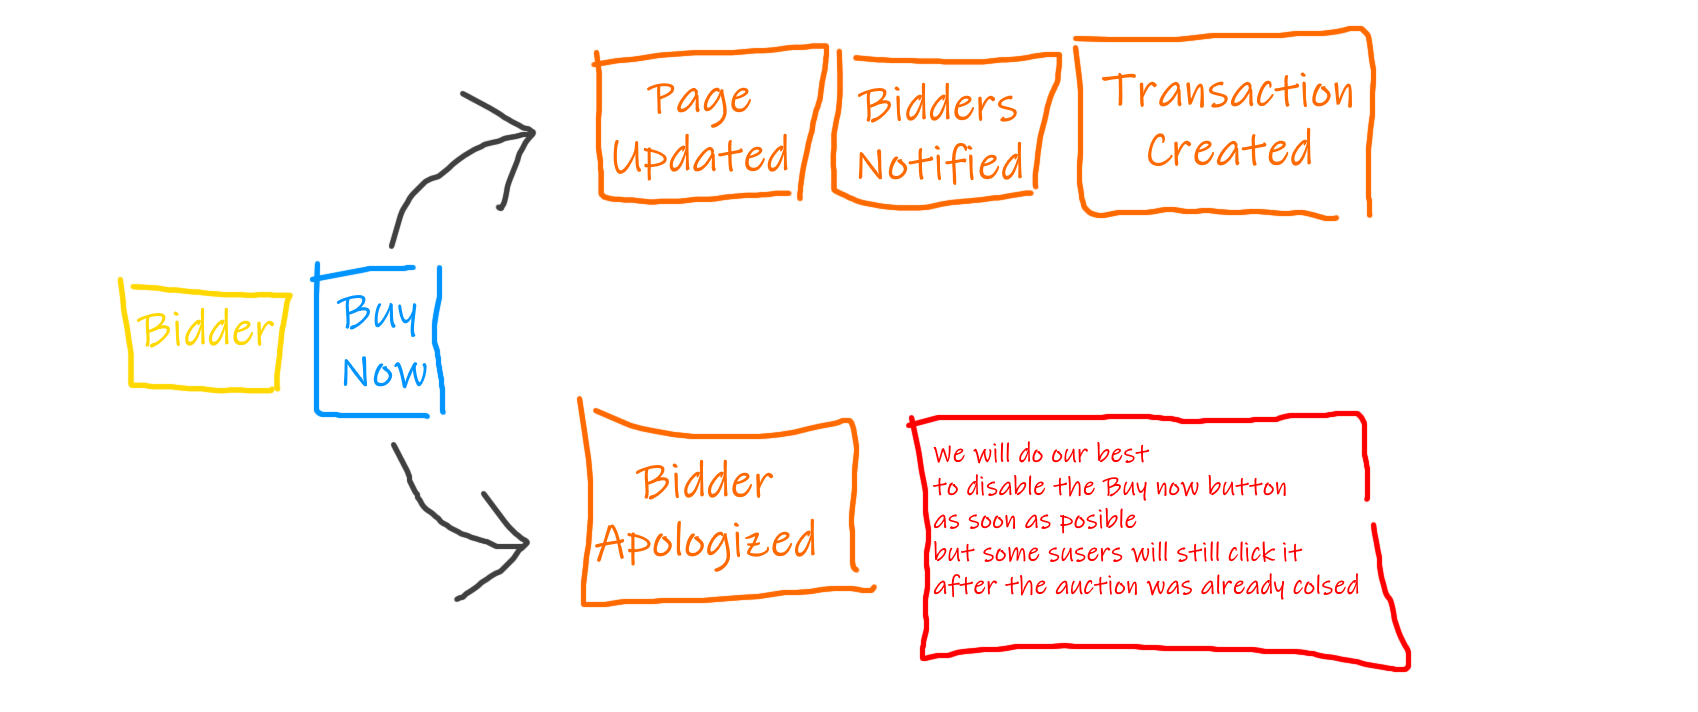 Page
Updated
Bidders
Notified
Transaction
Created
Bidder
Buy
Now
Bidder
Apologized
We will do our best
to disable the Buy now button
as soon as posible
but some susers will still click it
after the auction was already colsed